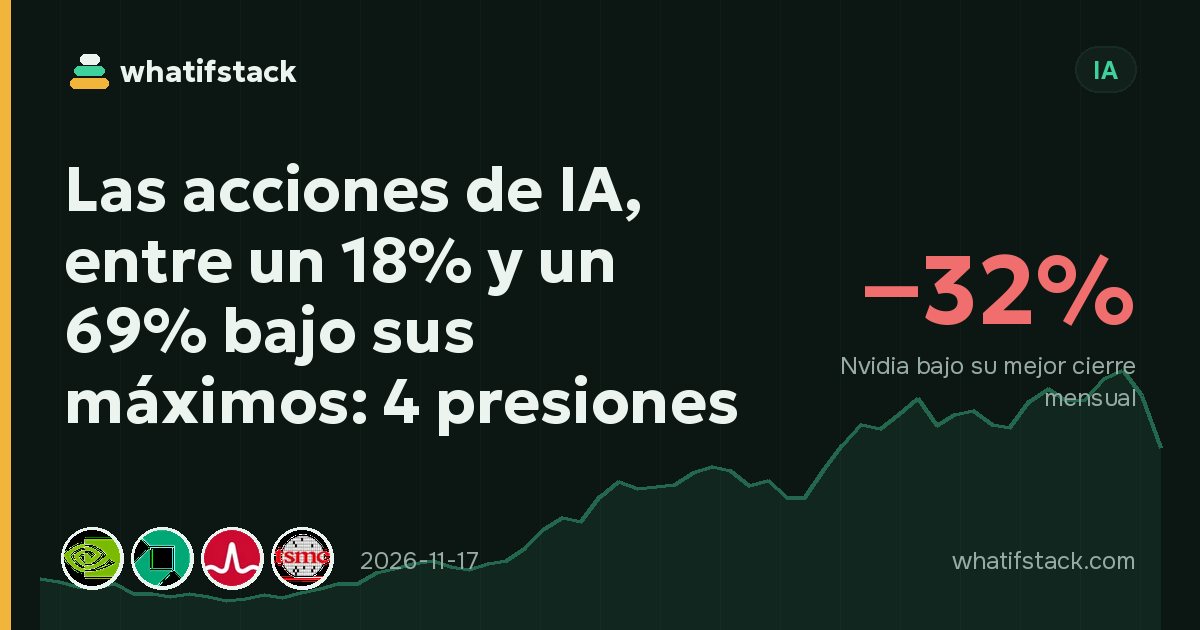 whatifstack
IA
Las acciones de IA,
entre un 18% y un
69% bajo sus
máximos: 4 presiones
–32%
Nvidia bajo su mejor cierre
mensual
tsmc
2026-11-17
whatifstack.com